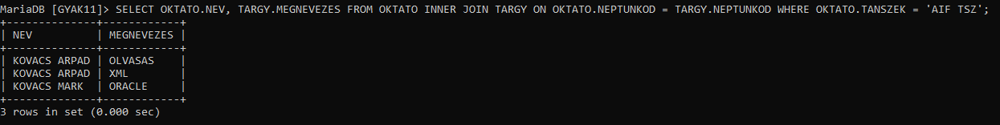 MariaDB [GYAK11]> SELECT OKTATO.NEV, TARGY.MEGNEVEZES FROM OKTATO INNER JOIN TARGY ON OKTATO.NEPTUNKOD = TARGY.NEPTUNKOD WHERE OKTATO.TANSZEK = 'AIF TSZ';
+--------------+------------+
| NEV          | MEGNEVEZES |
+--------------+------------+
| KOVACS ARPAD | OLVASAS    |
| KOVACS ARPAD | XML        |
| KOVACS MARK  | ORACLE     |
+--------------+------------+
3 rows in set (0.000 sec)